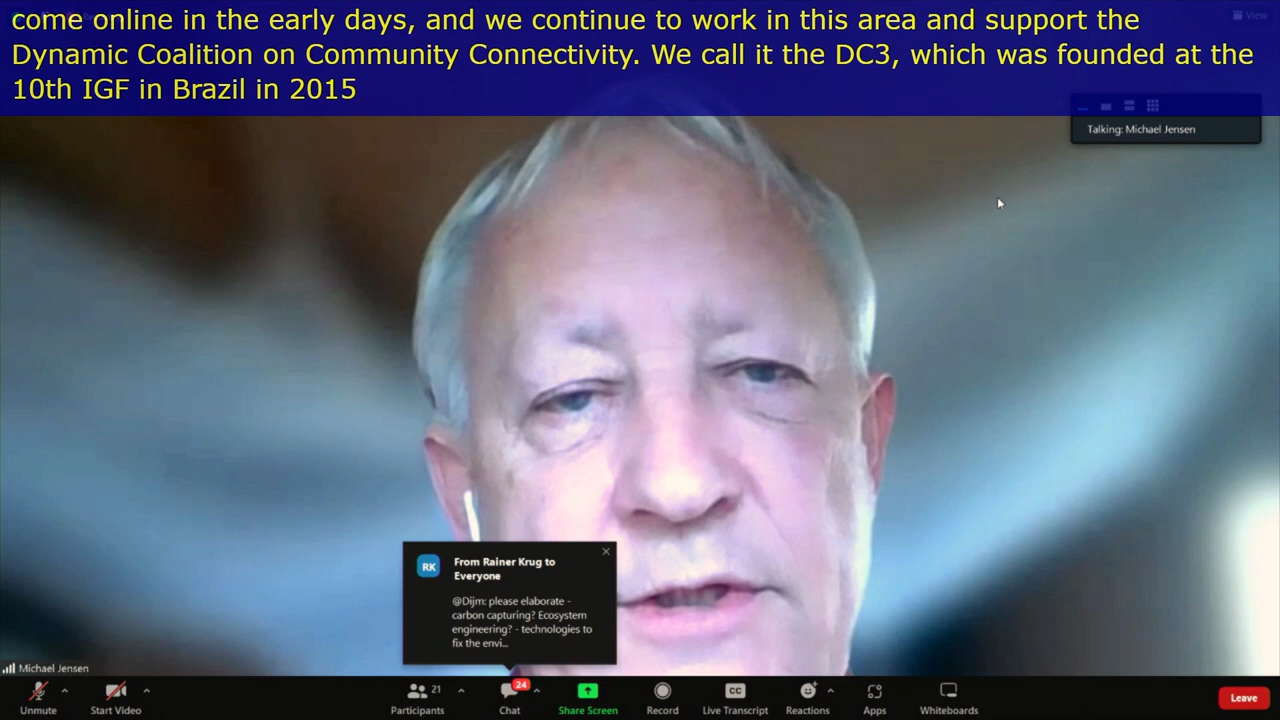 come online in the early days, and we continue to work in this area and support the
Dynamic Coalition on Community Connectivity. We call it the DC3, which was founded at the
10th IGF in Brazil in 2015
View
Talking: Michael Jensen
RK
From Rainer Krug to
Everyone
@Dijm: please elaborate -
carbon capturing? Ecosystem
engineering? - technologies to
fix the envi...
Michael Jensen
Unmute
Start Video
21
Participants
24
Chat
Share Screen
Record
CC
Live Transcript
Reactions
Apps
Whiteboards
Leave